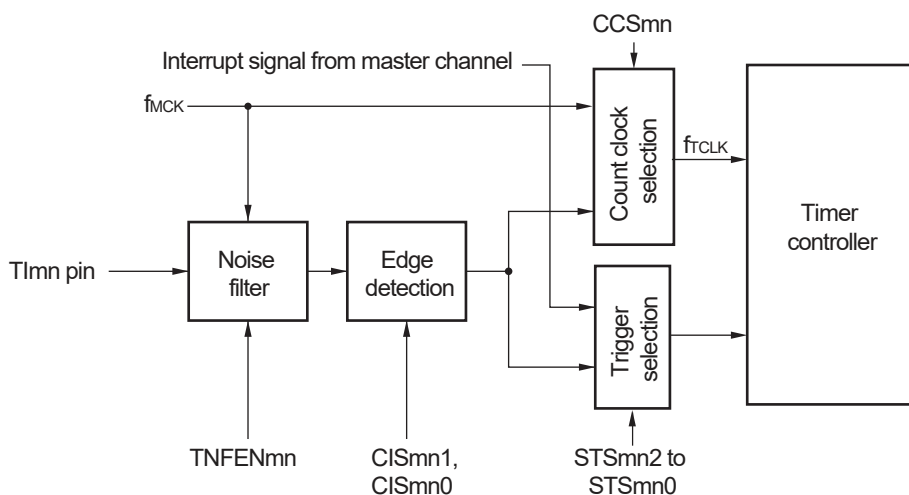 CCSmn
Interrupt signal from master channel
fMCK
Count clock
selection
fTCLK
Timer
controller
TImn pin
Noise
filter
Edge
detection
Trigger
selection
TNFENmn
CISmn1,
CISmn0
STSmn2 to
STSmn0